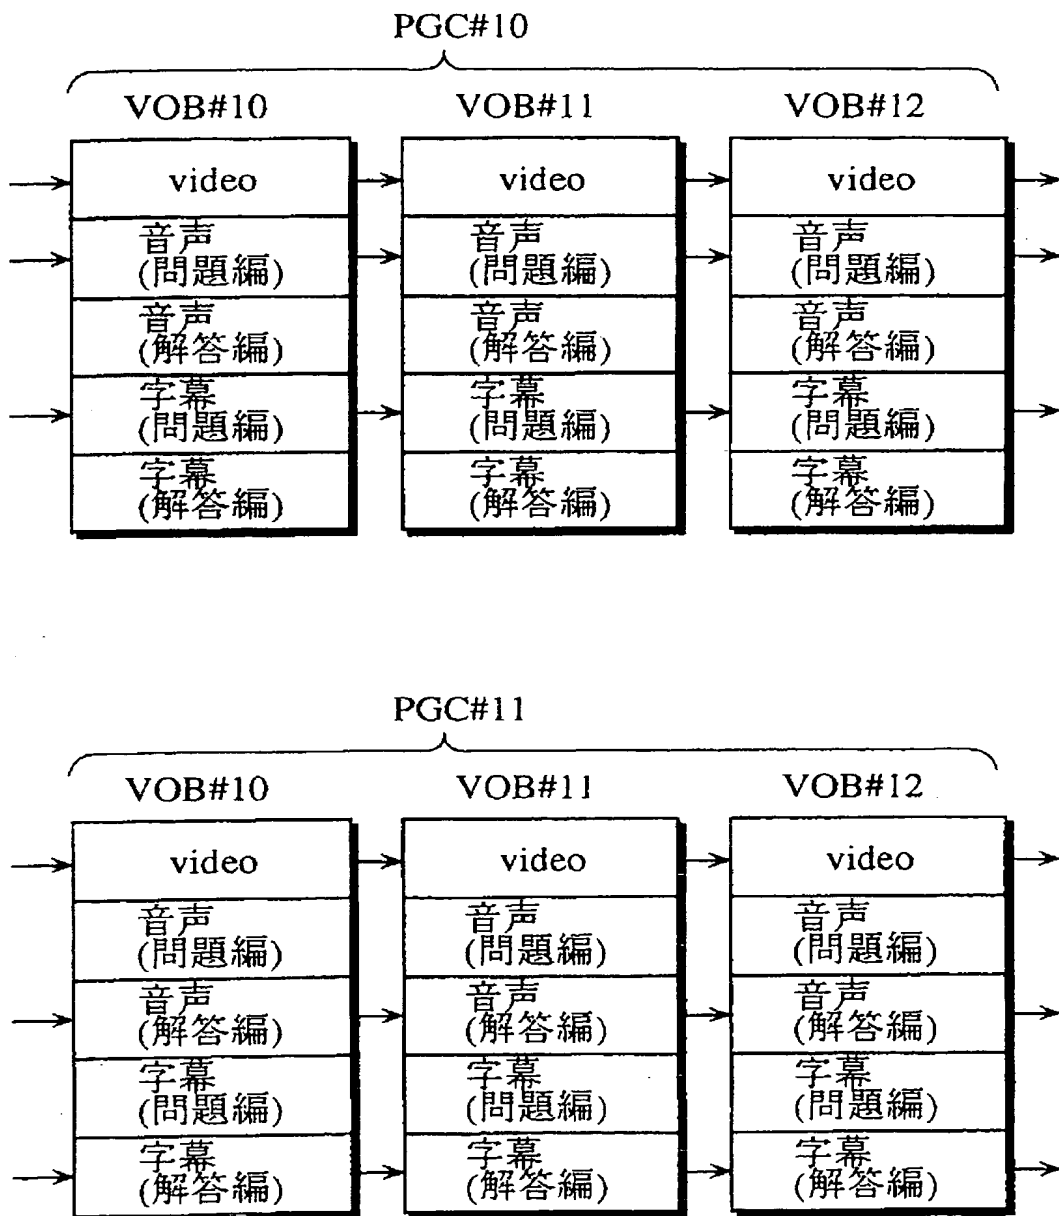 PGC#10
VOB#10
VOB#11
VOB#12
video
video
video
音声
(問題編)
音声
(問題編)
音声
(問題編)
音声
(解答編)
音声
(解答編)
音声
(解答編)
字幕
(問題編)
字幕
(問題編)
字幕
(問題編)
字幕
(解答編)
字幕
(解答編)
字幕
(解答編)
PGC#11
VOB#10
VOB#11
VOB#12
video
video
video
音声
(問題編)
音声
(問題編)
音声
(問題編)
音声
(解答編)
音声
(解答編)
音声
(解答編)
字幕
(問題編)
字幕
(問題編)
字幕
(問題編)
字幕
(解答編)
字幕
(解答編)
字幕
(解答編)